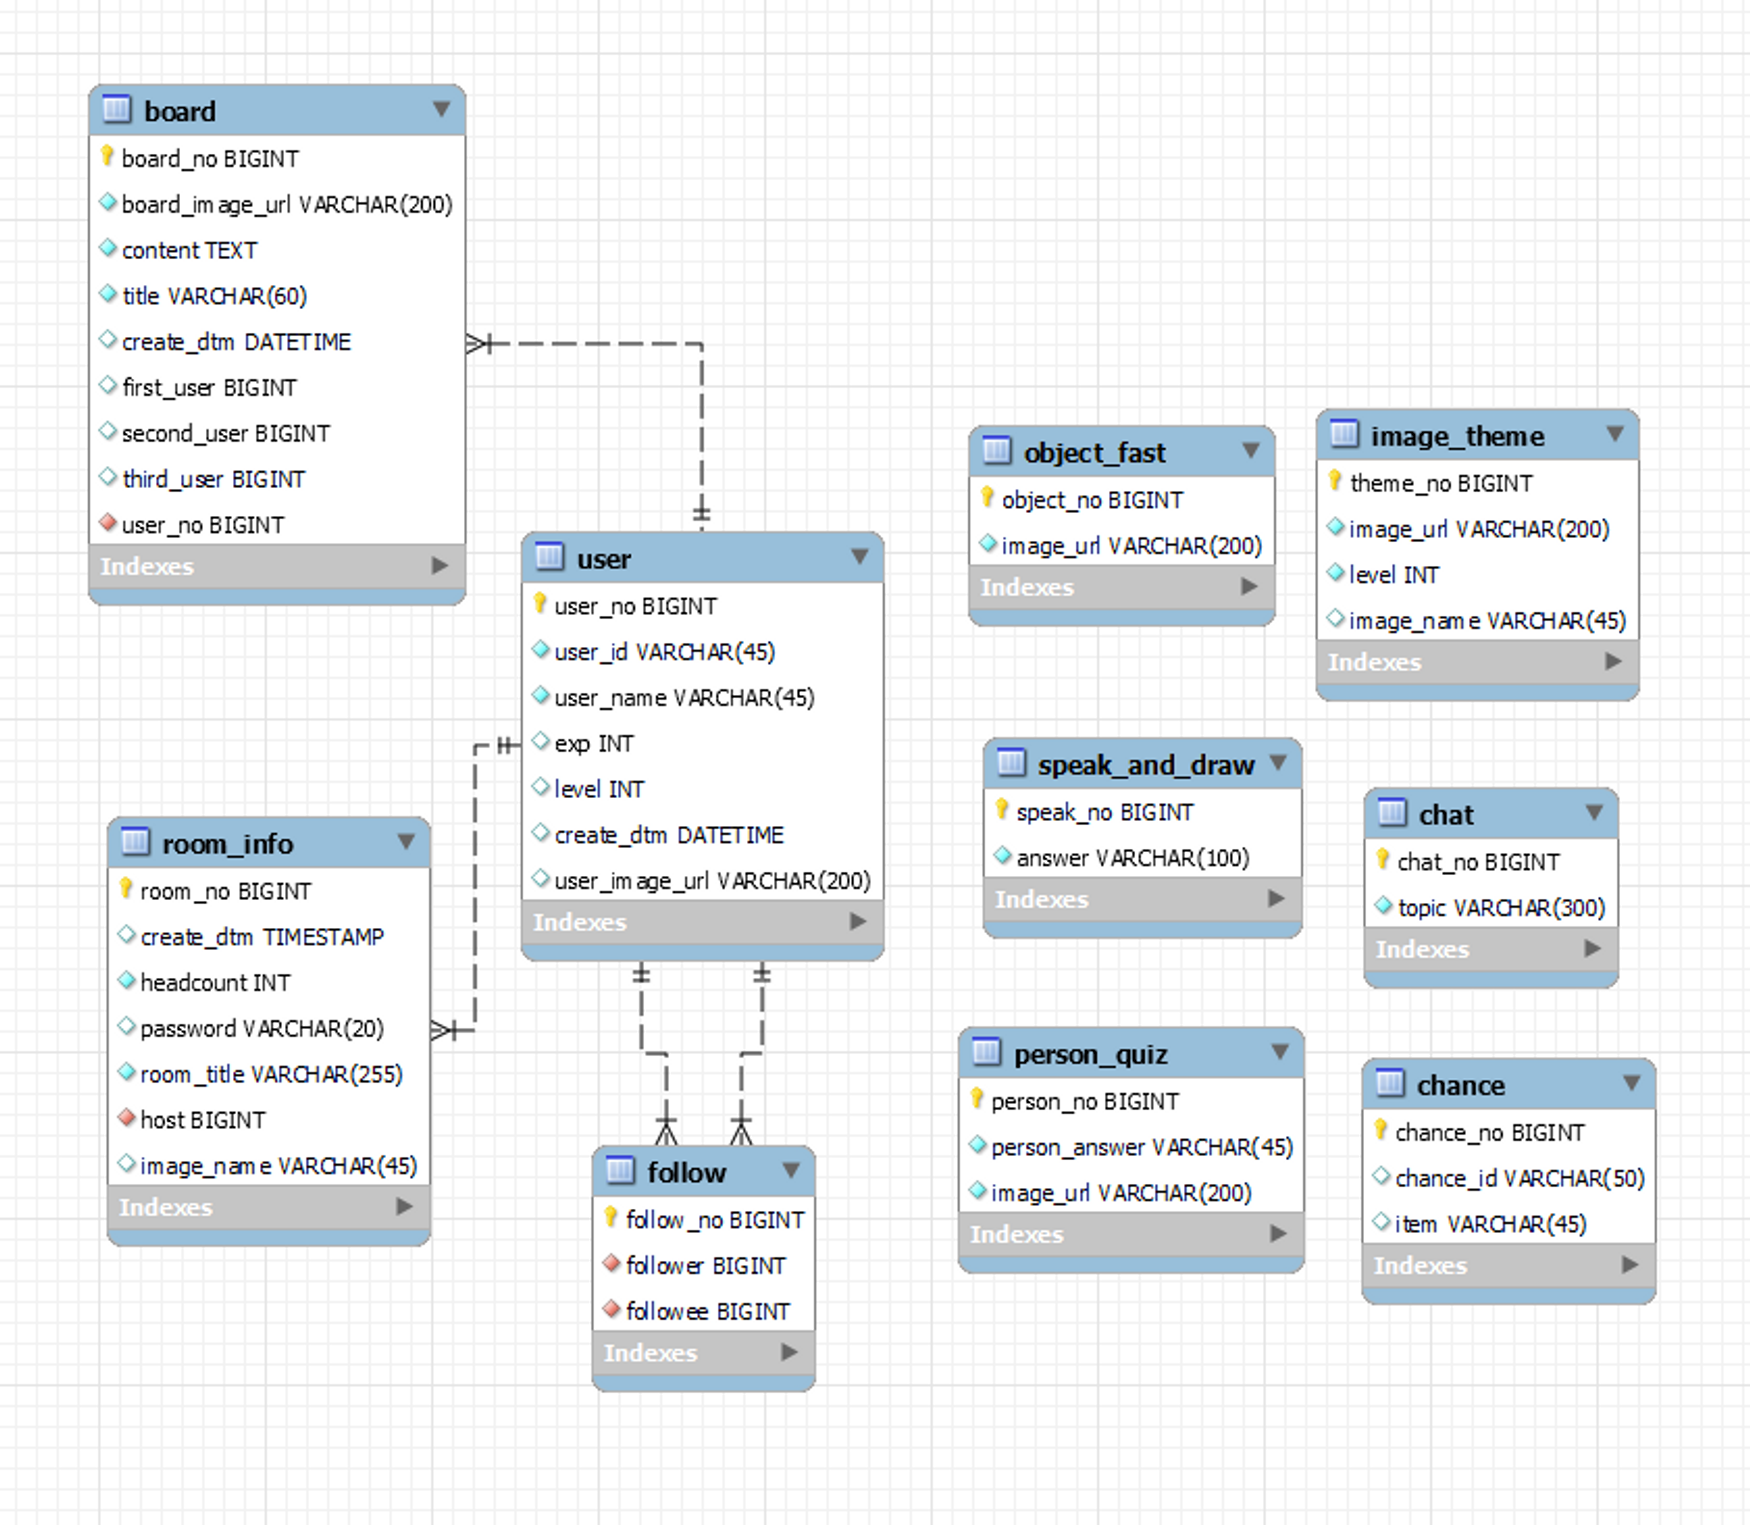 board
board_no BIGINT
board_image_url VARCHAR(200)
content TEXT
title VARCHAR(60)
create_dtm DATETIME
first_user BIGINT
second_user BIGINT
third_user BIGINT
user_no BIGINT
Indexes
user
user_no BIGINT
user_id VARCHAR(45)
user_name VARCHAR(45)
exp INT
level INT
create_dtm DATETIME
user_image_url VARCHAR(200)
Indexes
room_info
room_no BIGINT
create_dtm TIMESTAMP
headcount INT
password VARCHAR(20)
room_title VARCHAR(255)
host BIGINT
image_name VARCHAR(45)
Indexes
follow
follow_no BIGINT
follower BIGINT
followee BIGINT
Indexes
object_fast
object_no BIGINT
image_url VARCHAR(200)
Indexes
image_theme
theme_no BIGINT
image_url VARCHAR(200)
level INT
image_name VARCHAR(45)
Indexes
speak_and_draw
speak_no BIGINT
answer VARCHAR(100)
Indexes
chat
chat_no BIGINT
topic VARCHAR(300)
Indexes
person_quiz
person_no BIGINT
person_answer VARCHAR(45)
image_url VARCHAR(200)
Indexes
chance
chance_no BIGINT
chance_id VARCHAR(50)
item VARCHAR(45)
Indexes